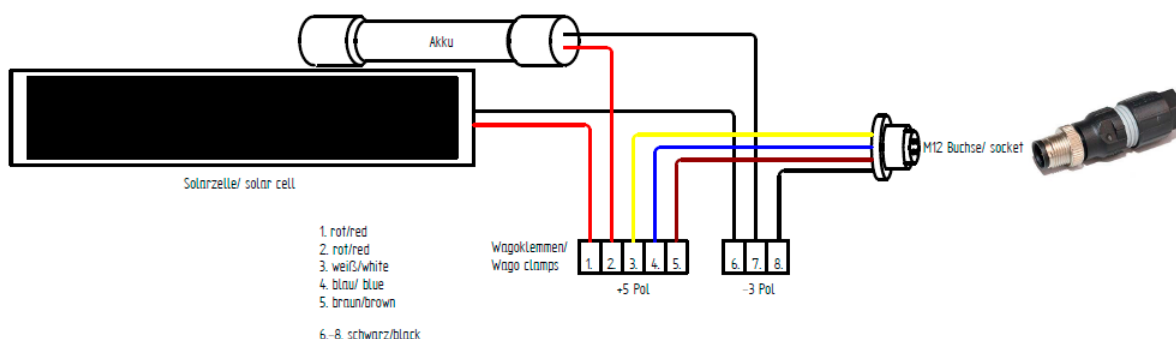 Akku
M12 Buchse/ socket
Solarzelle/ solar cell
1. rot/red
2. rot/red
3. weiß/white
4. blau/ blue
5. braun/brown
6.-8. schwarz/black
Wagoklemmen/
Wago clamps
1. 2. 3. 4. 5.
6. 7. 8.
+5 Pol
-3 Pol